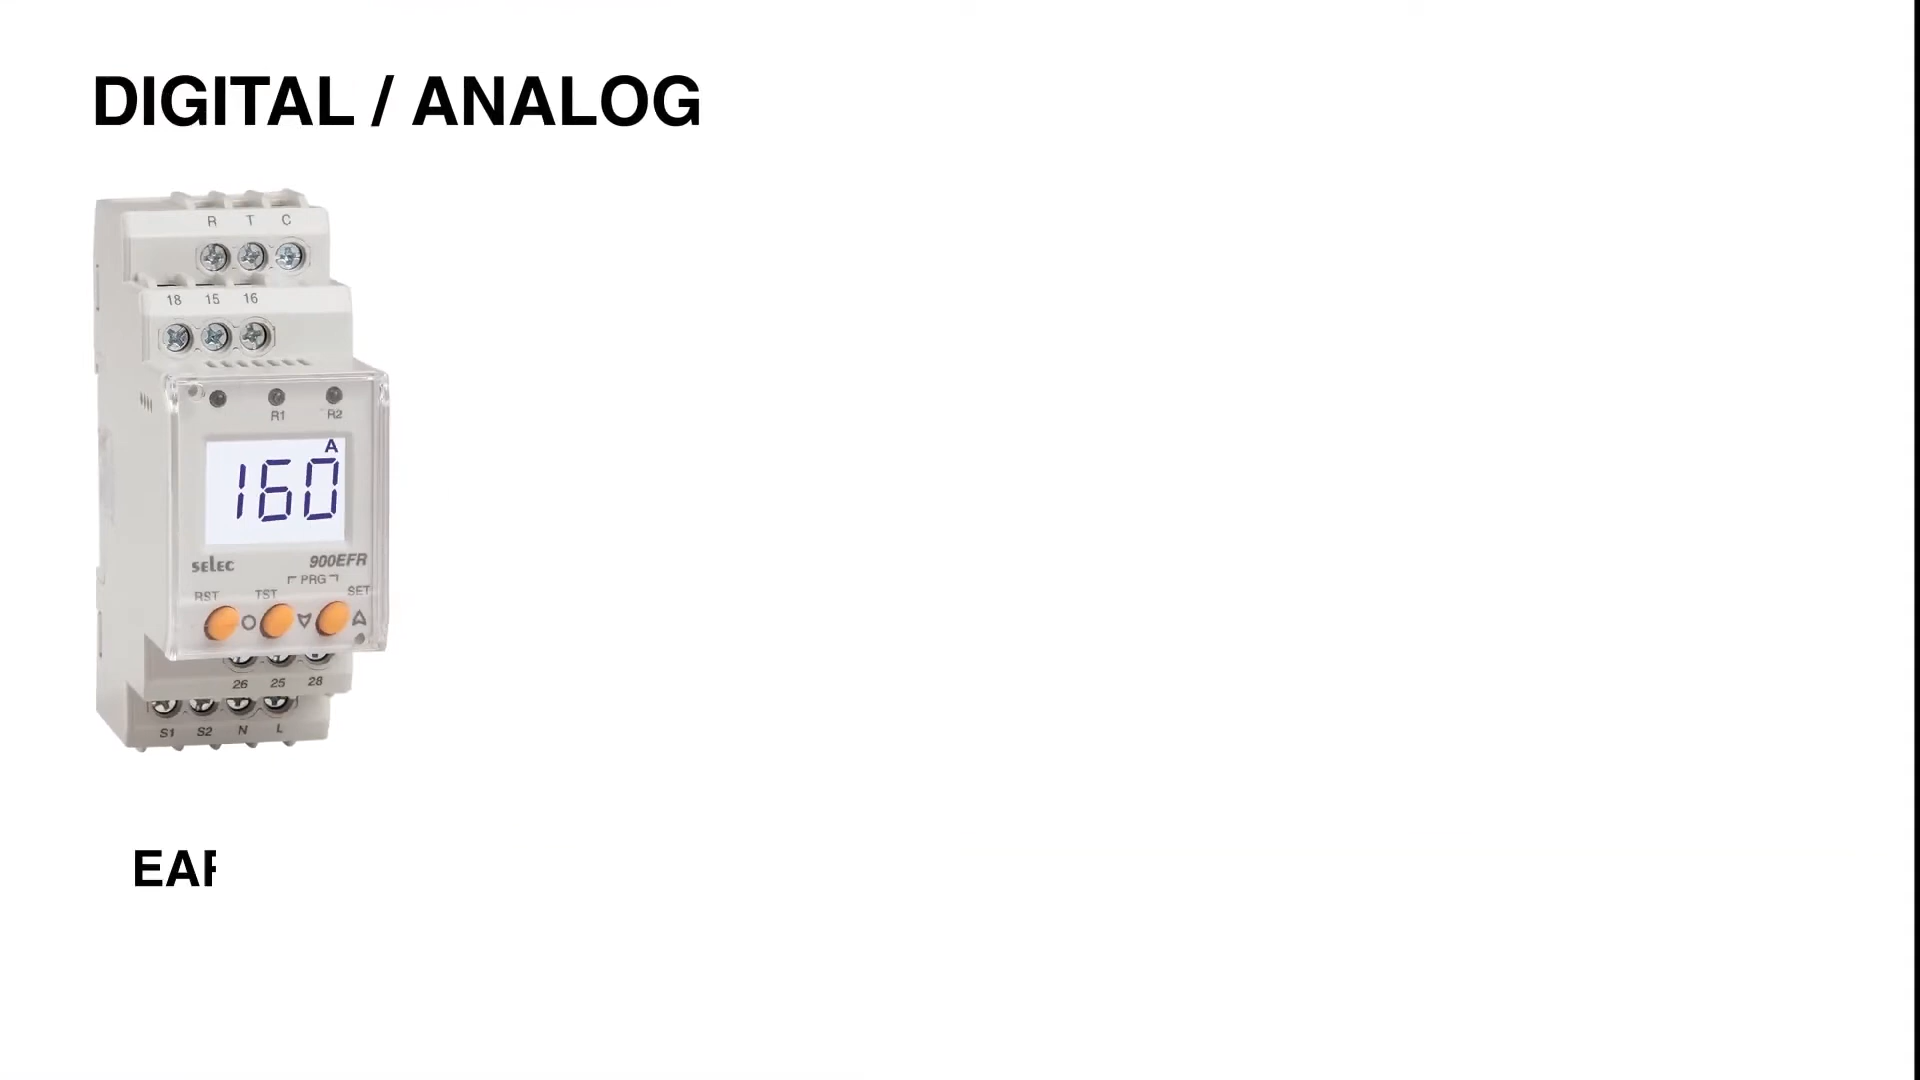 DIGITAL / ANALOG
R T C
18 15 16
R1 R2
A
160
selec 900EFR
PRG
RST TST SET
26 25 28
S1 S2 N L
EA